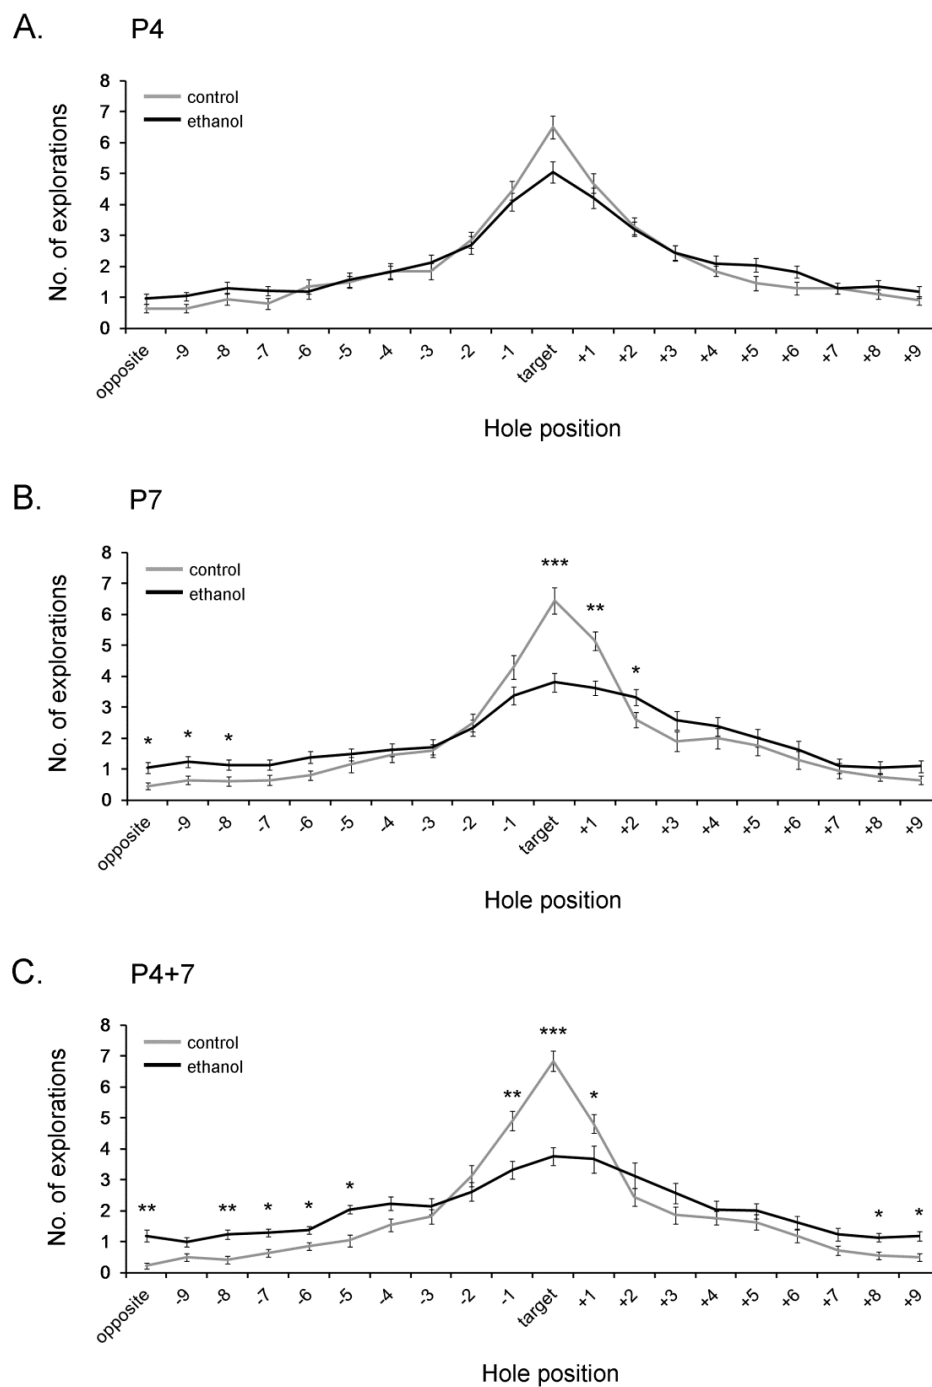 A. P4
8
7
6
5
4
3
2
1
0
No. of explorations
control
ethanol
opposite -9 -8 -7 -6 -5 -4 -3 -2 -1 target +1 +2 +3 +4 +5 +6 +7 +8 +9
Hole position
B. P7
8
7
6
5
4
3
2
1
0
No. of explorations
control
ethanol
***
**
*
* * *
opposite -9 -8 -7 -6 -5 -4 -3 -2 -1 target +1 +2 +3 +4 +5 +6 +7 +8 +9
Hole position
C. P4+7
8
7
6
5
4
3
2
1
0
No. of explorations
control
ethanol
***
** *
** ** * * * * *
opposite -9 -8 -7 -6 -5 -4 -3 -2 -1 target +1 +2 +3 +4 +5 +6 +7 +8 +9
Hole position